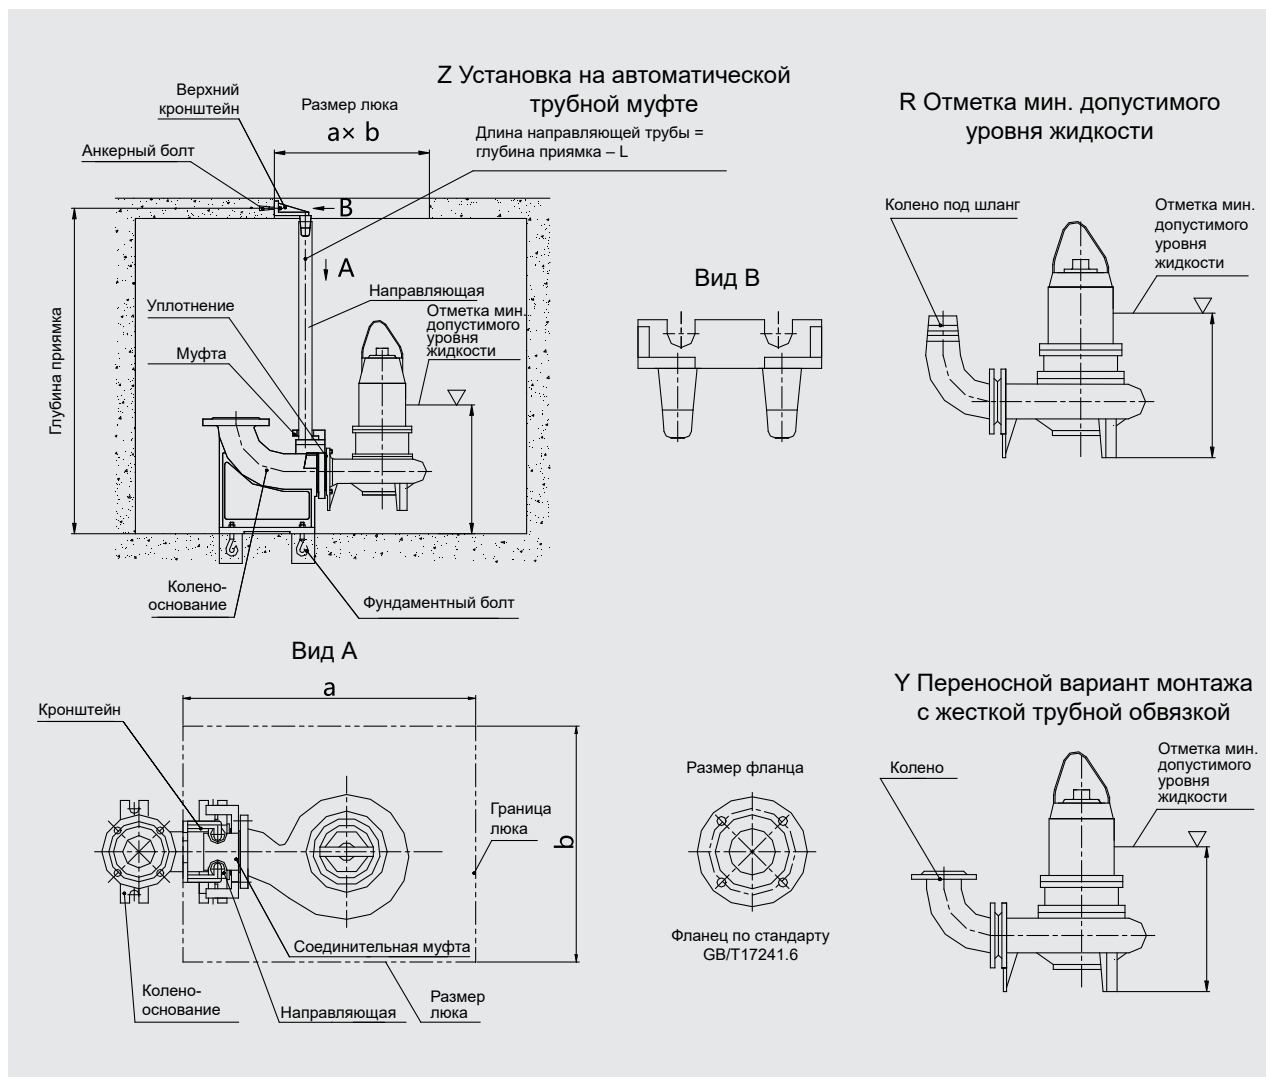 Z Установка на автоматической
трубной муфте
Верхний
кронштейн
Размер люка
a× b
Длина направляющей трубы =
глубина приямка – L
Анкерный болт
B
A
Глубина приямка
Направляющая
Уплотнение
Отметка мин.
допустимого
уровня
жидкости
Муфта
Колено-
основание
Фундаментный болт
Вид B
R Отметка мин. допустимого
уровня жидкости
Колено под шланг
Отметка мин.
допустимого
уровня
жидкости
Вид A
a
Кронштейн
Граница
люка
b
Соединительная муфта
Колено-
основание
Направляющая
Размер
люка
Размер фланца
Фланец по стандарту
GB/T17241.6
Y Переносной вариант монтажа
с жесткой трубной обвязкой
Колено
Отметка мин.
допустимого
уровня
жидкости